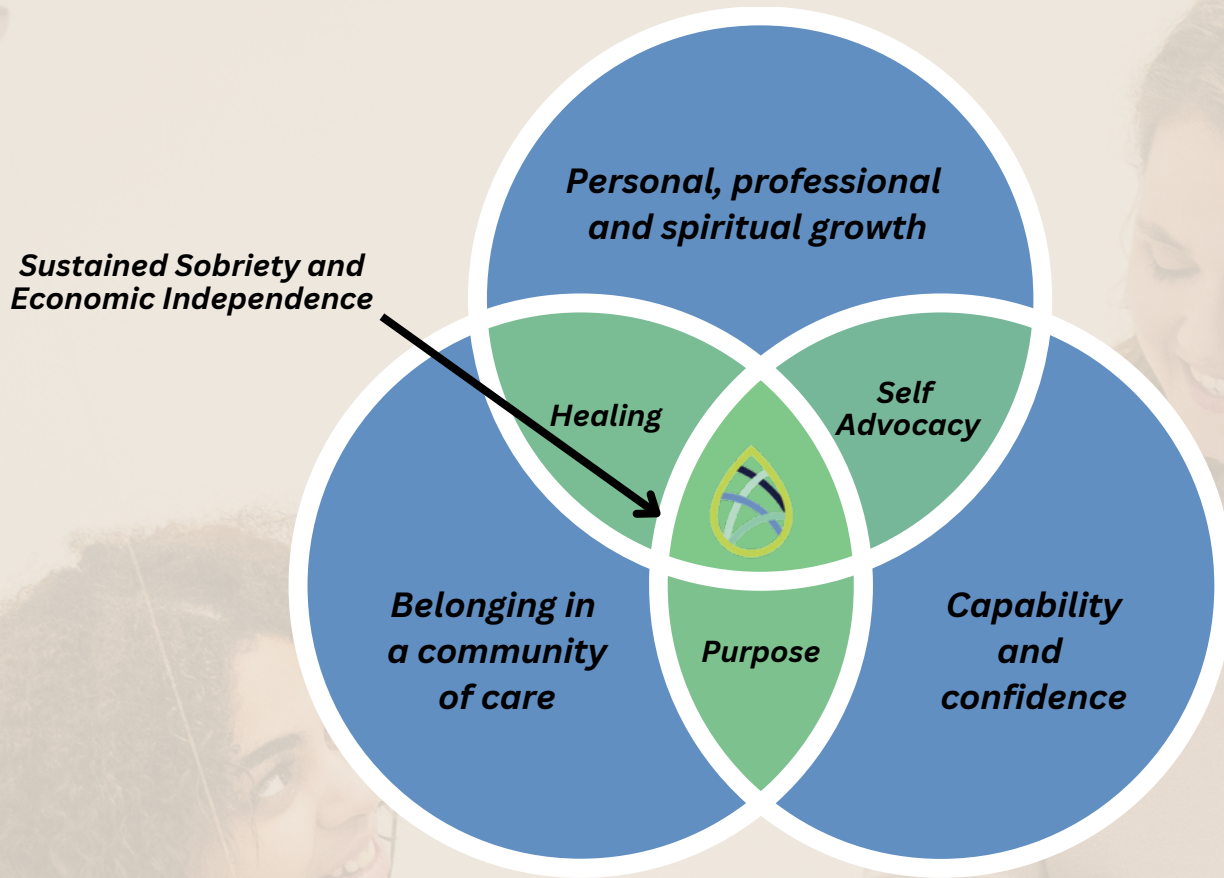 Personal, professional
and spiritual growth
Sustained Sobriety and
Economic Independence
Healing
Self
Advocacy
Belonging in
a community
of care
Purpose
Capability
and
confidence